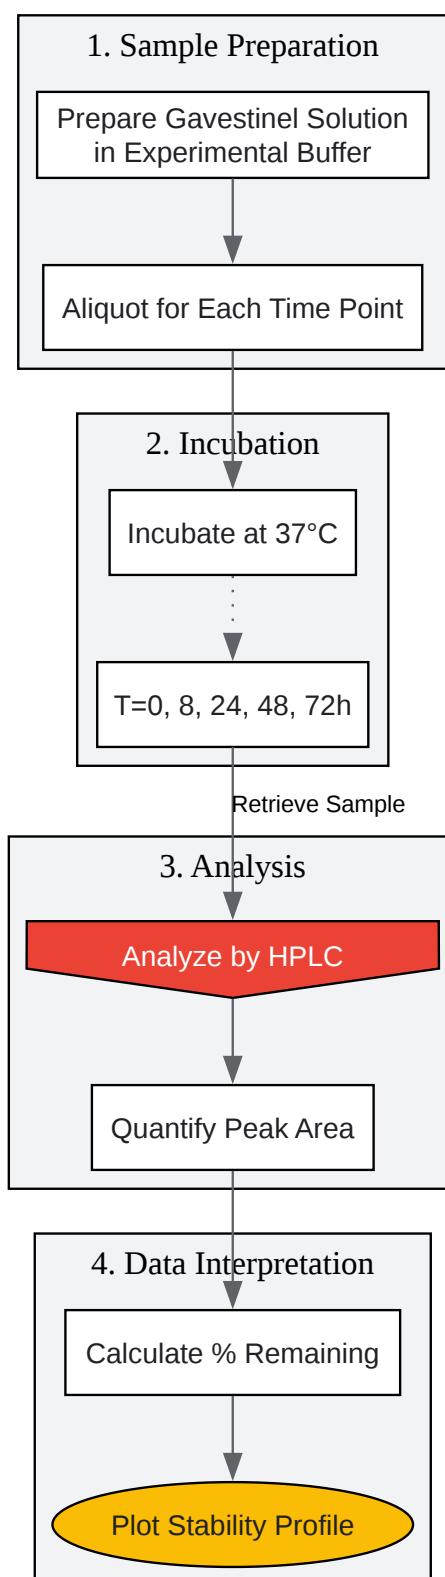 1. Sample Preparation
Prepare Gavestinel Solution
in Experimental Buffer
Aliquot for Each Time Point
2. Incubation
Incubate at 37°C
T=0, 8, 24, 48, 72h
Retrieve Sample
3. Analysis
Analyze by HPLC
Quantify Peak Area
4. Data Interpretation
Calculate % Remaining
Plot Stability Profile